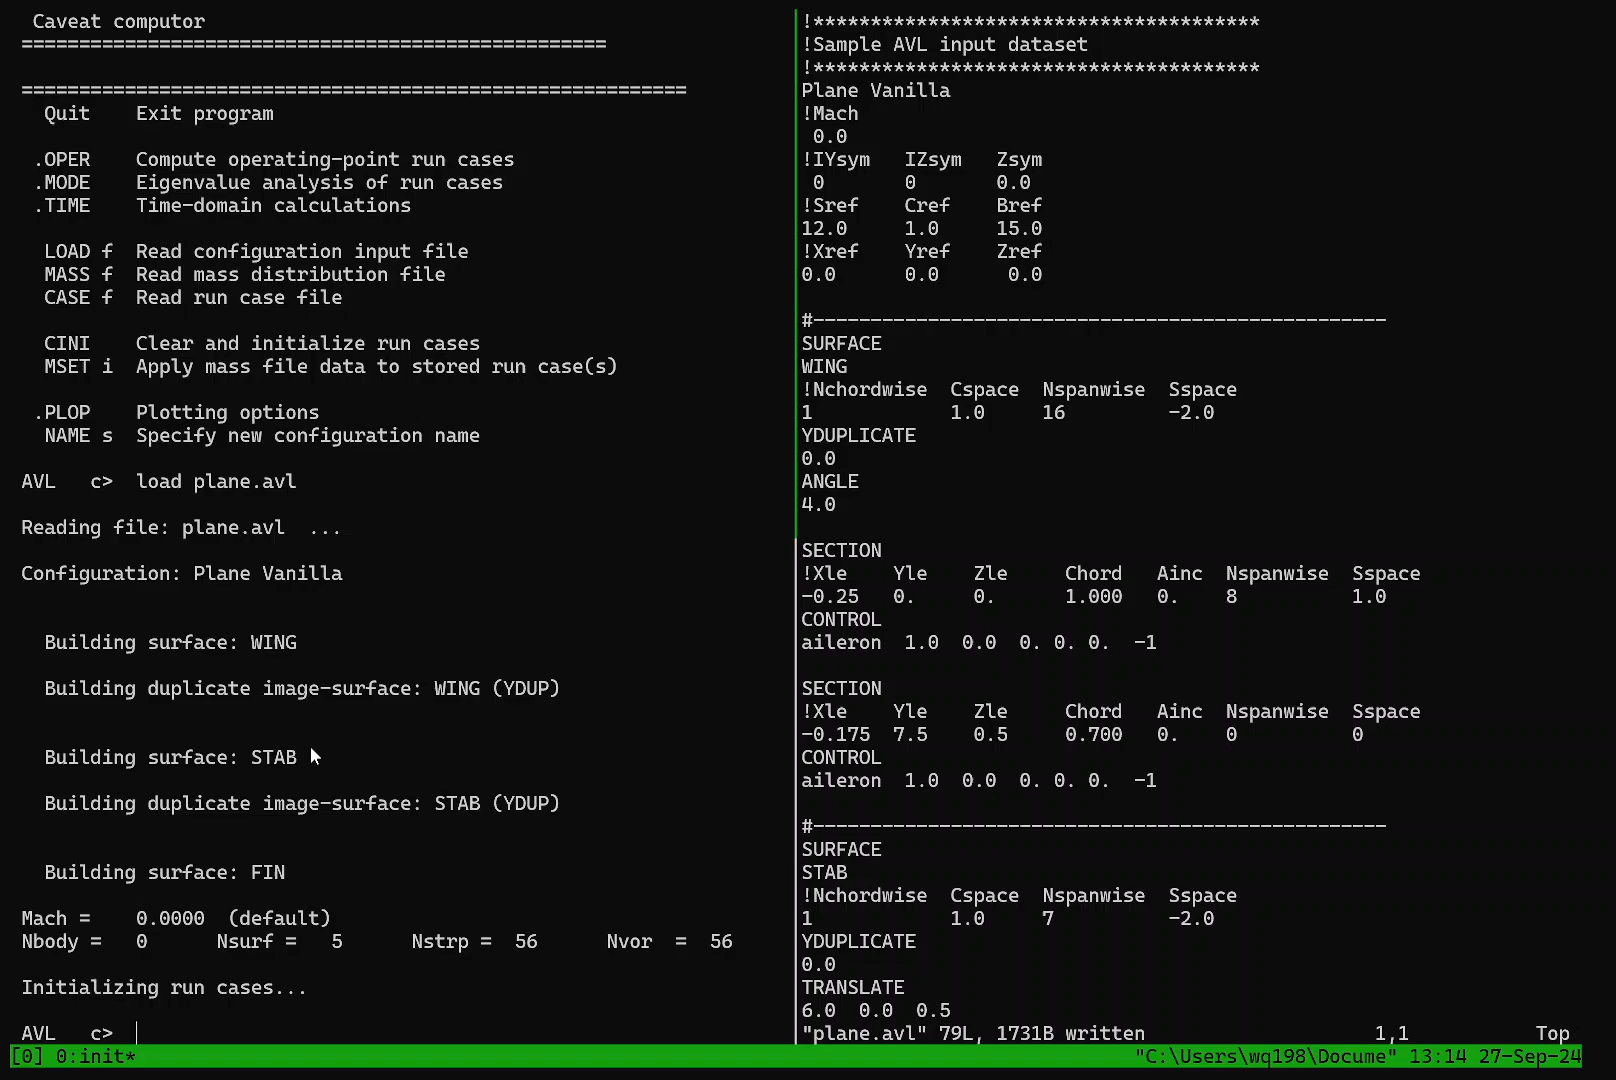 Caveat computor
===================================================

==========================================================
Quit    Exit program

.OPER    Compute operating-point run cases
.MODE    Eigenvalue analysis of run cases
.TIME    Time-domain calculations

LOAD f  Read configuration input file
MASS f  Read mass distribution file
CASE f  Read run case file

CINI    Clear and initialize run cases
MSET i  Apply mass file data to stored run case(s)

.PLOP    Plotting options
NAME s  Specify new configuration name

AVL   c>  load plane.avl

Reading file: plane.avl  ...

Configuration: Plane Vanilla

Building surface: WING

Building duplicate image-surface: WING (YDUP)

Building surface: STAB

Building duplicate image-surface: STAB (YDUP)

Building surface: FIN

Mach =    0.0000  (default)
Nbody =   0      Nsurf =   5      Nstrp =  56      Nvor  =  56

Initializing run cases...

AVL   c>

!***************************************
!Sample AVL input dataset
!***************************************
Plane Vanilla
!Mach
0.0
!IYsym   IZsym   Zsym
0       0       0.0
!Sref    Cref    Bref
12.0     1.0     15.0
!Xref    Yref    Zref
0.0      0.0      0.0

#--------------------------------------------------
SURFACE
WING
!Nchordwise  Cspace  Nspanwise  Sspace
1            1.0     16         -2.0
YDUPLICATE
0.0
ANGLE
4.0

SECTION
!Xle    Yle    Zle     Chord   Ainc  Nspanwise  Sspace
-0.25   0.     0.      1.000   0.    8          1.0
CONTROL
aileron  1.0  0.0  0. 0. 0.  -1

SECTION
!Xle    Yle    Zle     Chord   Ainc  Nspanwise  Sspace
-0.175  7.5    0.5     0.700   0.    0          0
CONTROL
aileron  1.0  0.0  0. 0. 0.  -1

#--------------------------------------------------
SURFACE
STAB
!Nchordwise  Cspace  Nspanwise  Sspace
1            1.0     7          -2.0
YDUPLICATE
0.0
TRANSLATE
6.0  0.0  0.5
"plane.avl" 79L, 1731B written                    1,1           Top
[0] 0:init*                    "C:\Users\wq198\Docume" 13:14 27-Sep-24